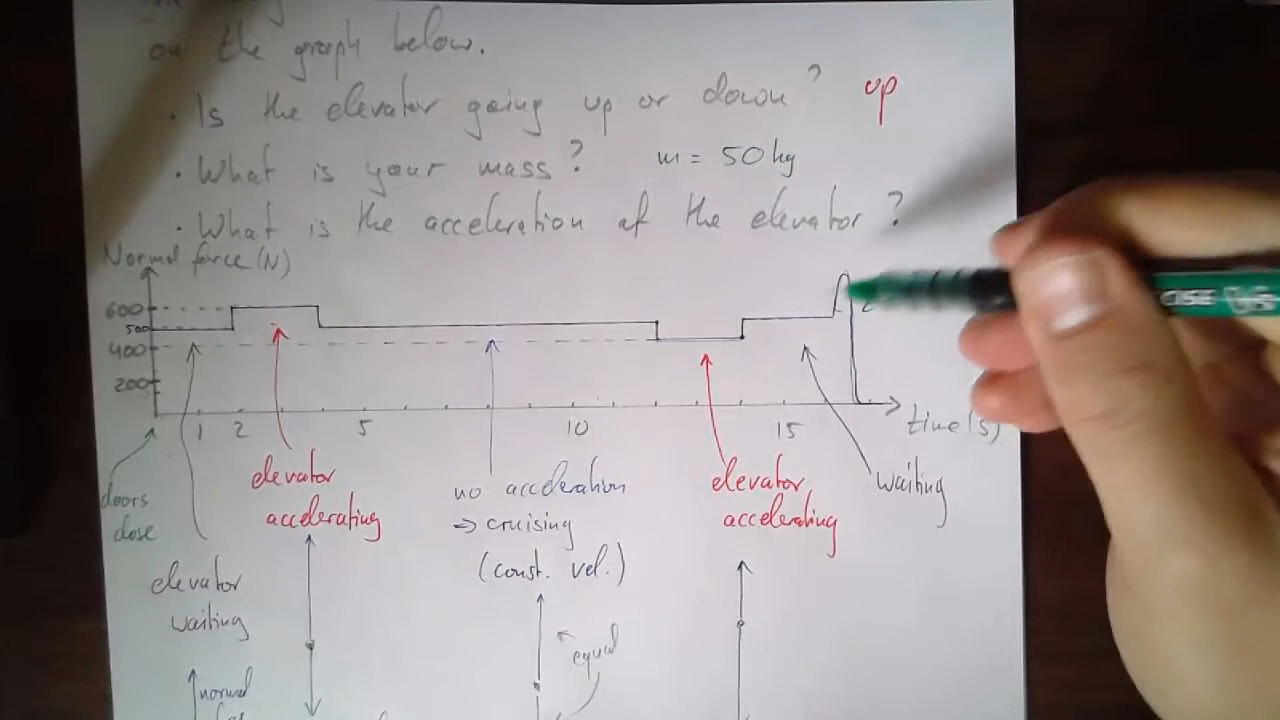 on the graph below.
· Is the elevator going up or down? up
· What is your mass? m = 50 kg
· What is the acceleration of the elevator?
Normal force (N)
600
500
400
200
1 2 5 10 15 time (s)
doors close
elevator waiting
elevator accelerating
no acceleration
⇒ cruising
(const. vel.)
elevator accelerating
waiting
equal
normal